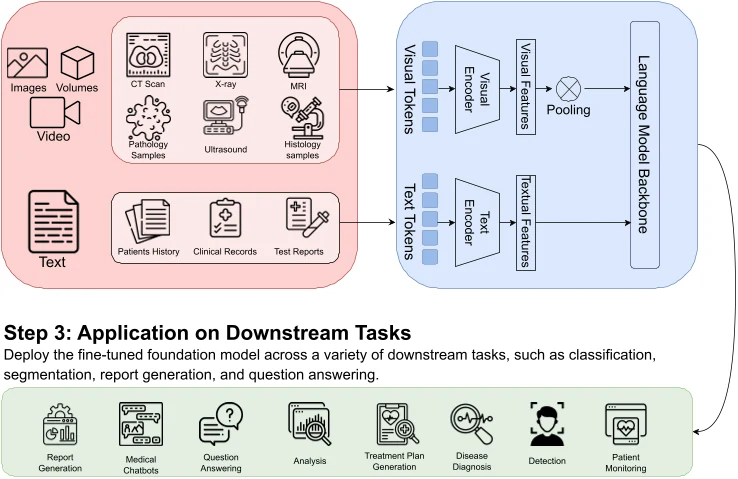 Images
Volumes
Video
CT Scan
X-ray
MRI
Pathology
Samples
Ultrasound
Histology
samples
Text
Patients History
Clinical Records
Test Reports
Visual Tokens
Visual
Encoder
Visual Features
Pooling
Text Tokens
Text
Encoder
Textual Features
Language Model Backbone
Step 3: Application on Downstream Tasks
Deploy the fine-tuned foundation model across a variety of downstream tasks, such as classification,
segmentation, report generation, and question answering.
Report
Generation
Medical
Chatbots
Question
Answering
Analysis
Treatment Plan
Generation
Disease
Diagnosis
Detection
Patient
Monitoring